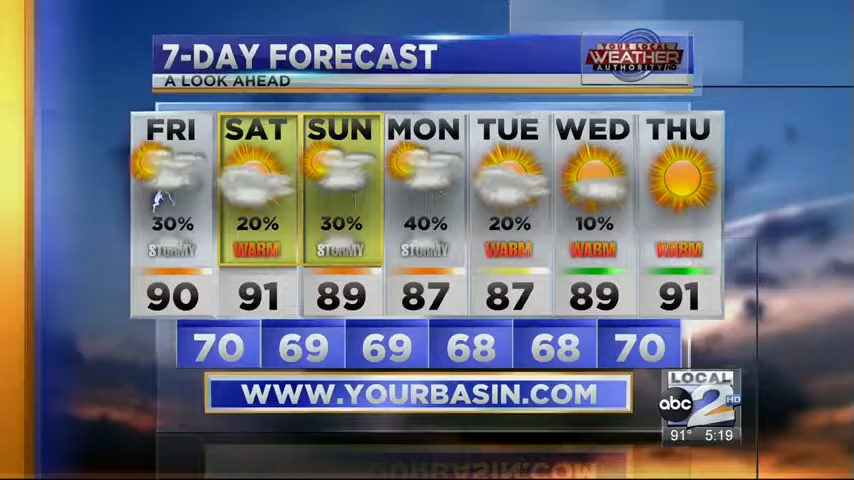 7-DAY FORECAST
A LOOK AHEAD
YOUR LOCAL
WEATHER
AUTHORITY
FRI SAT SUN MON TUE WED THU
30% 20% 30% 40% 20% 10%
STORMY WARM STORMY STORMY WARM WARM WARM
90 91 89 87 87 89 91
70 69 69 68 68 70
WWW.YOURBASIN.COM
LOCAL
abc 2 HD
91° 5:19